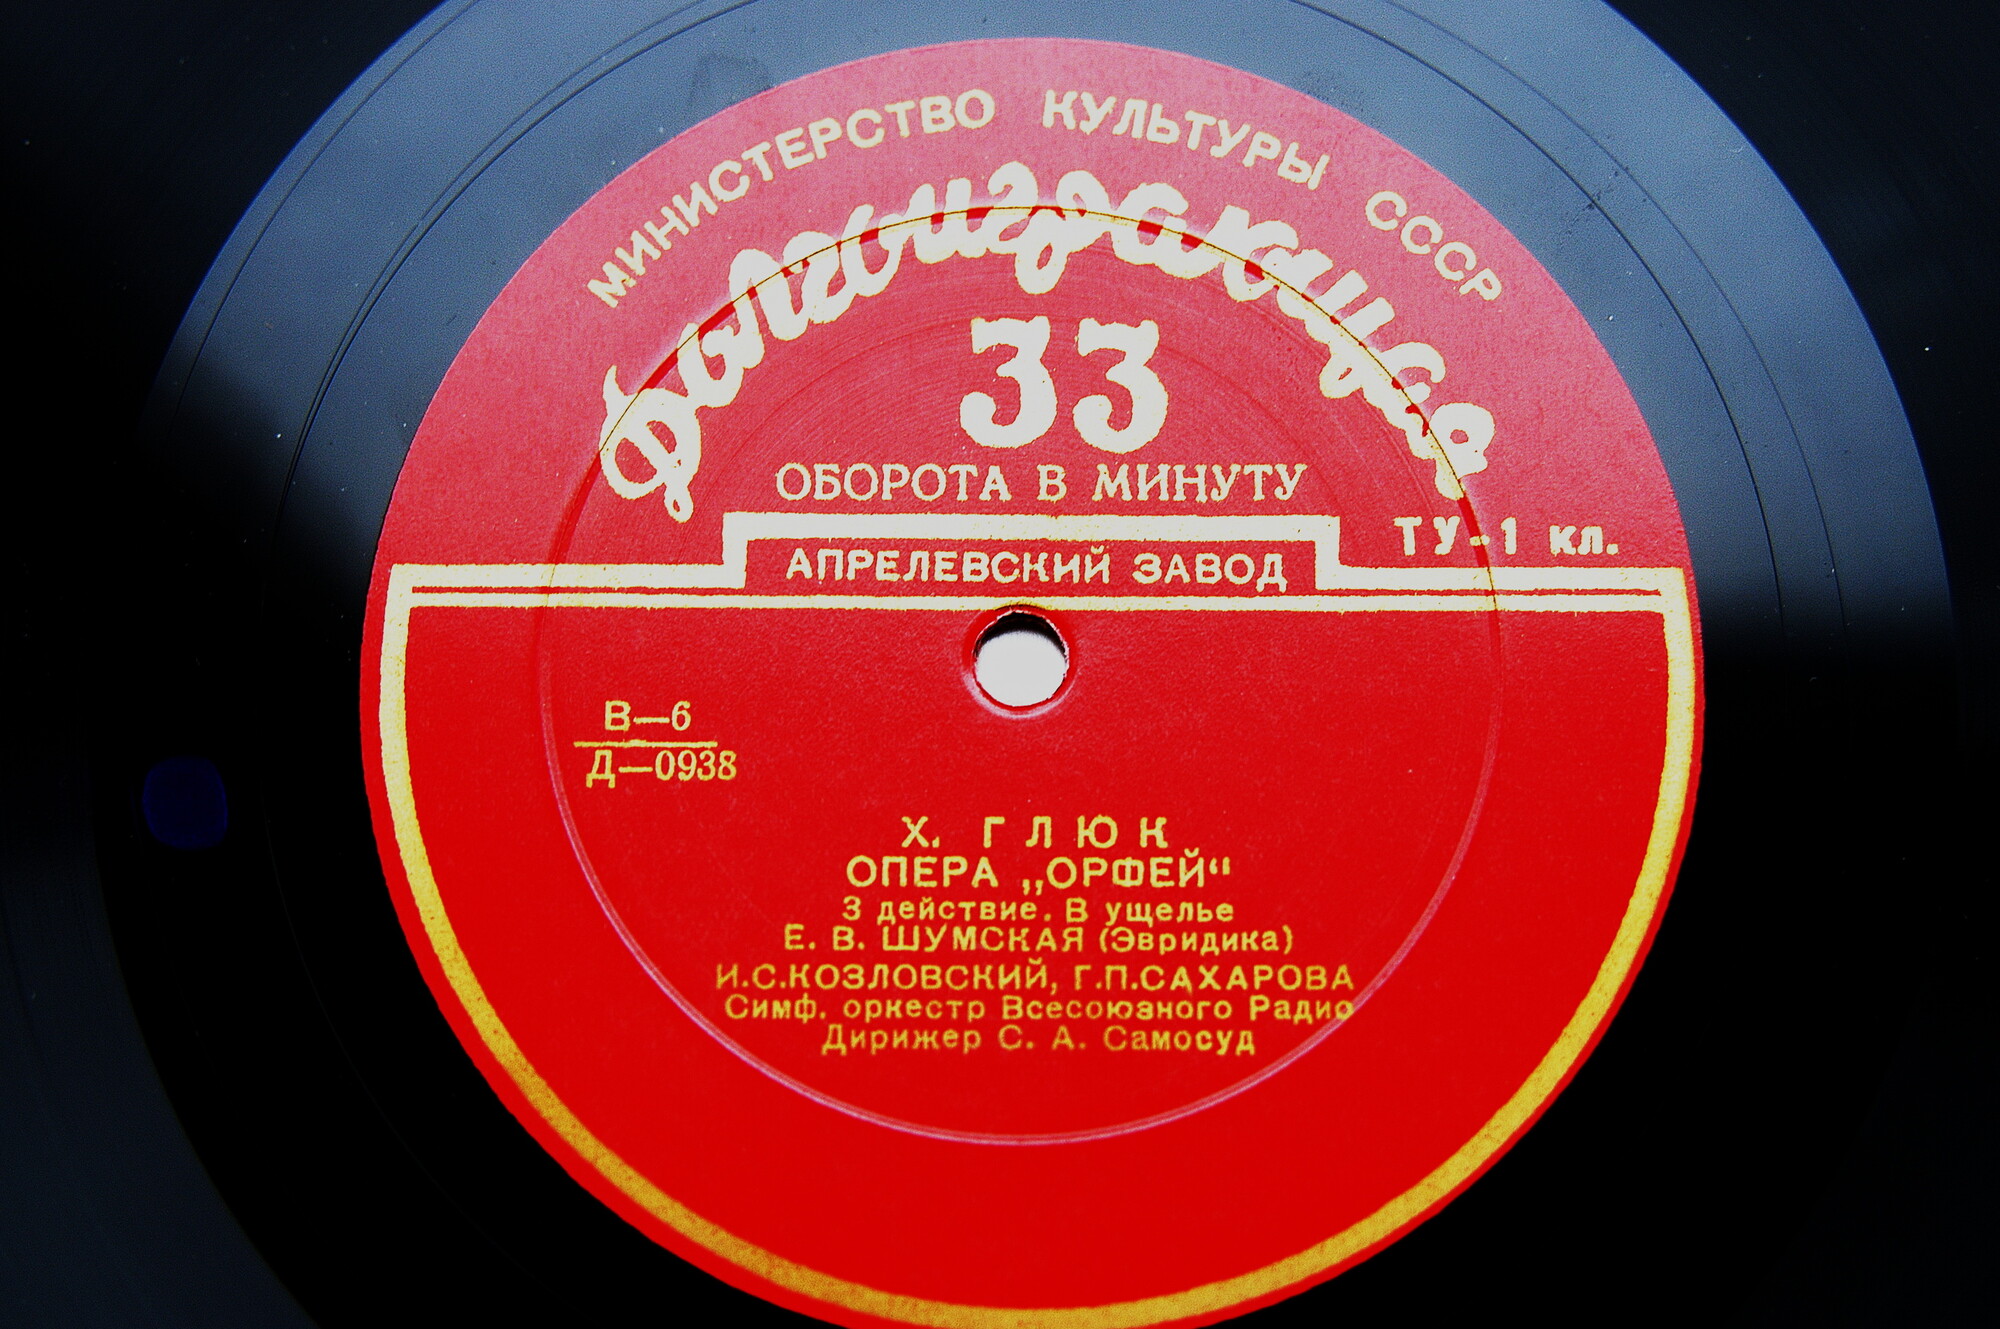 МИНИСТЕРСТВО КУЛЬТУРЫ СССР
Долгоиграющая
33
ОБОРОТА В МИНУТУ
ТУ-1 кл.
АПРЕЛЕВСКИЙ ЗАВОД
В—6
Д—0938
Х. ГЛЮК
ОПЕРА „ОРФЕЙ“
3 действие. В ущелье
Е. В. ШУМСКАЯ (Эвридика)
И.С.КОЗЛОВСКИЙ, Г.П.САХАРОВА
Симф. оркестр Всесоюзного Радио
Дирижер С. А. Самосуд